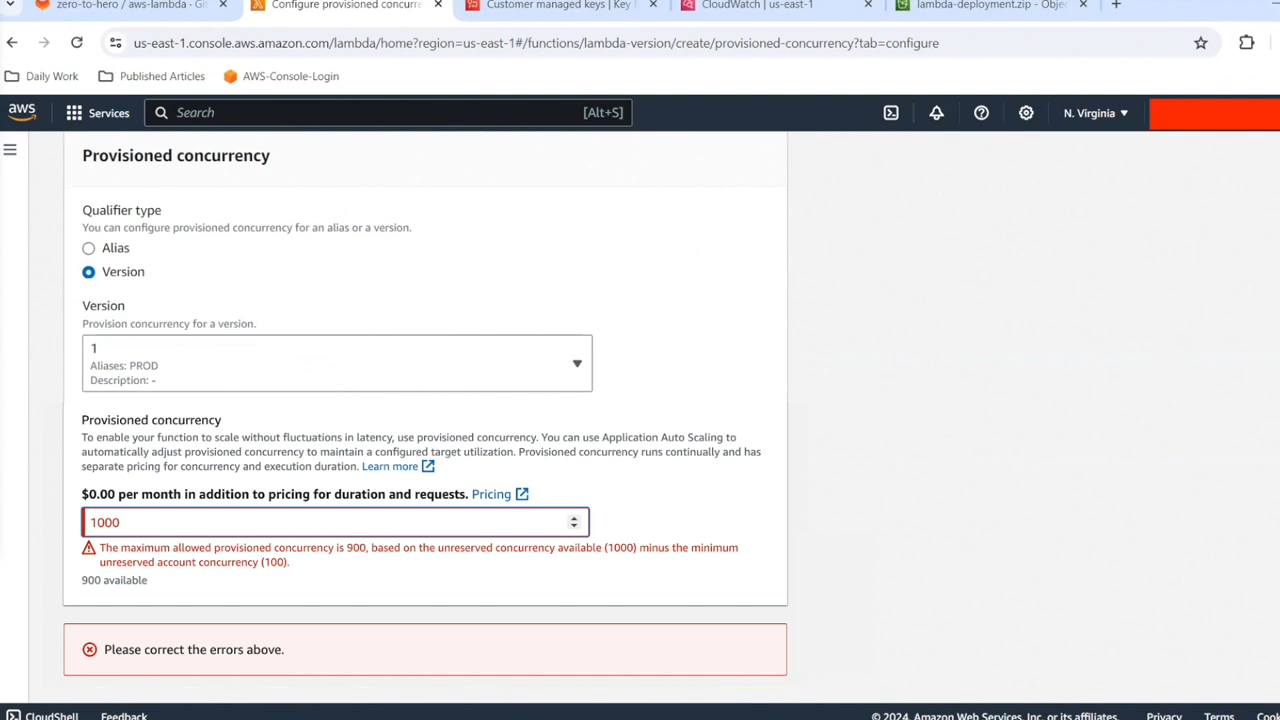 zero-to-hero / aws-lambda · Gi
Configure provisioned concurre
Customer managed keys | Key
CloudWatch | us-east-1
lambda-deployment.zip - Objec
us-east-1.console.aws.amazon.com/lambda/home?region=us-east-1#/functions/lambda-version/create/provisioned-concurrency?tab=configure
Daily Work
Published Articles
AWS-Console-Login
aws
Services
Search
[Alt+S]
N. Virginia
Provisioned concurrency
Qualifier type
You can configure provisioned concurrency for an alias or a version.
Alias
Version
Version
Provision concurrency for a version.
1
Aliases: PROD
Description: -
Provisioned concurrency
To enable your function to scale without fluctuations in latency, use provisioned concurrency. You can use Application Auto Scaling to
automatically adjust provisioned concurrency to maintain a configured target utilization. Provisioned concurrency runs continually and has
separate pricing for concurrency and execution duration. Learn more
$0.00 per month in addition to pricing for duration and requests. Pricing
1000
The maximum allowed provisioned concurrency is 900, based on the unreserved concurrency available (1000) minus the minimum
unreserved account concurrency (100).
900 available
Please correct the errors above.
CloudShell
Feedback
© 2024, Amazon Web Services, Inc. or its affiliates.
Privacy
Terms
Cook